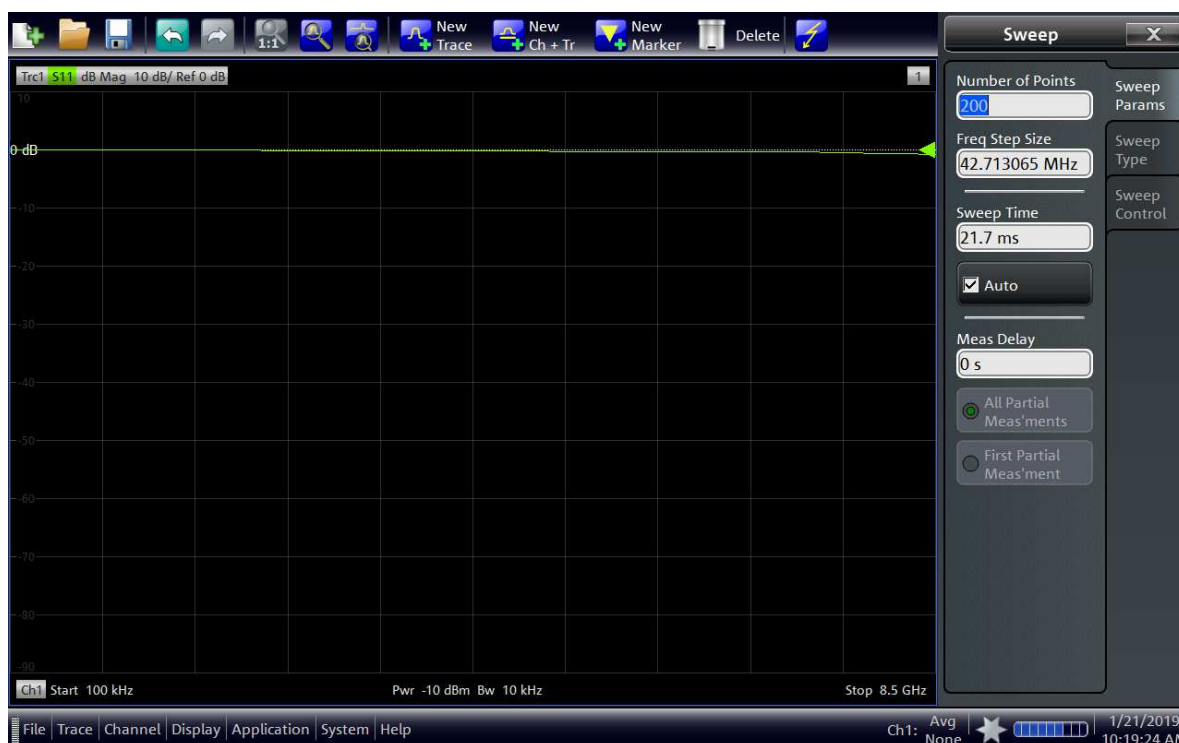 1:1
New
Trace
New
Ch + Tr
New
Marker
Delete
Sweep
X
Trc1 S11 dB Mag 10 dB/ Ref 0 dB
1
10
0 dB
-10
-20
-30
-40
-50
-60
-70
-80
-90
Ch1 Start 100 kHz
Pwr -10 dBm Bw 10 kHz
Stop 8.5 GHz
Number of Points
200
Freq Step Size
42.713065 MHz
Sweep Time
21.7 ms
Auto
Meas Delay
0 s
All Partial
Meas'ments
First Partial
Meas'ment
Sweep
Params
Sweep
Type
Sweep
Control
File Trace Channel Display Application System Help
Ch1:
Avg
None
1/21/2019
10:19:24 AM